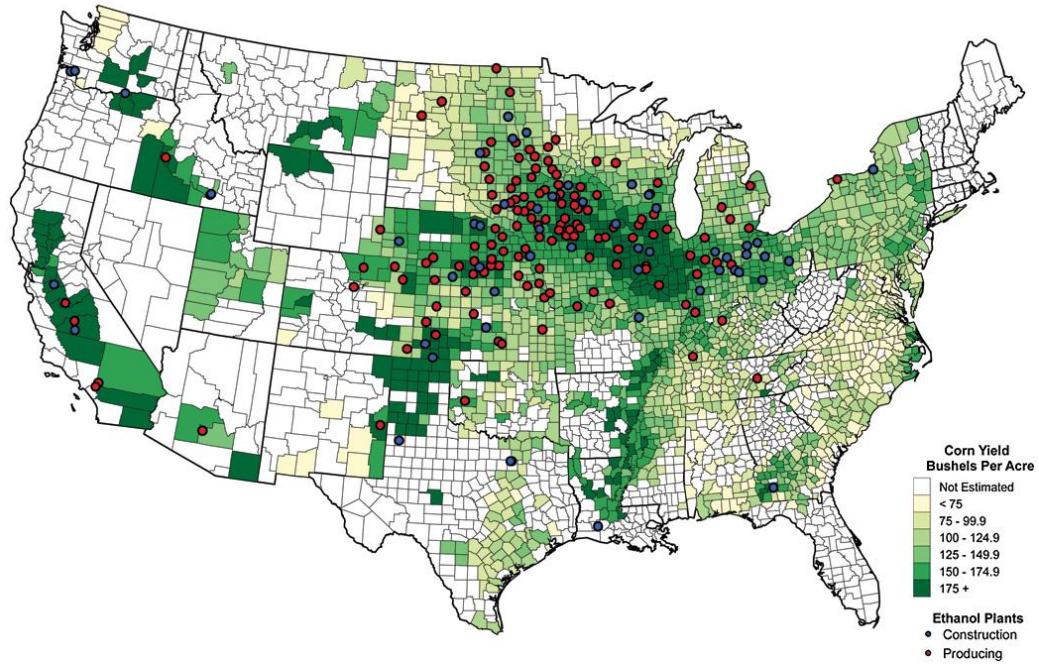 Corn Yield
Bushels Per Acre
Not Estimated
< 75
75 - 99.9
100 - 124.9
125 - 149.9
150 - 174.9
175 +
Ethanol Plants
Construction
Producing